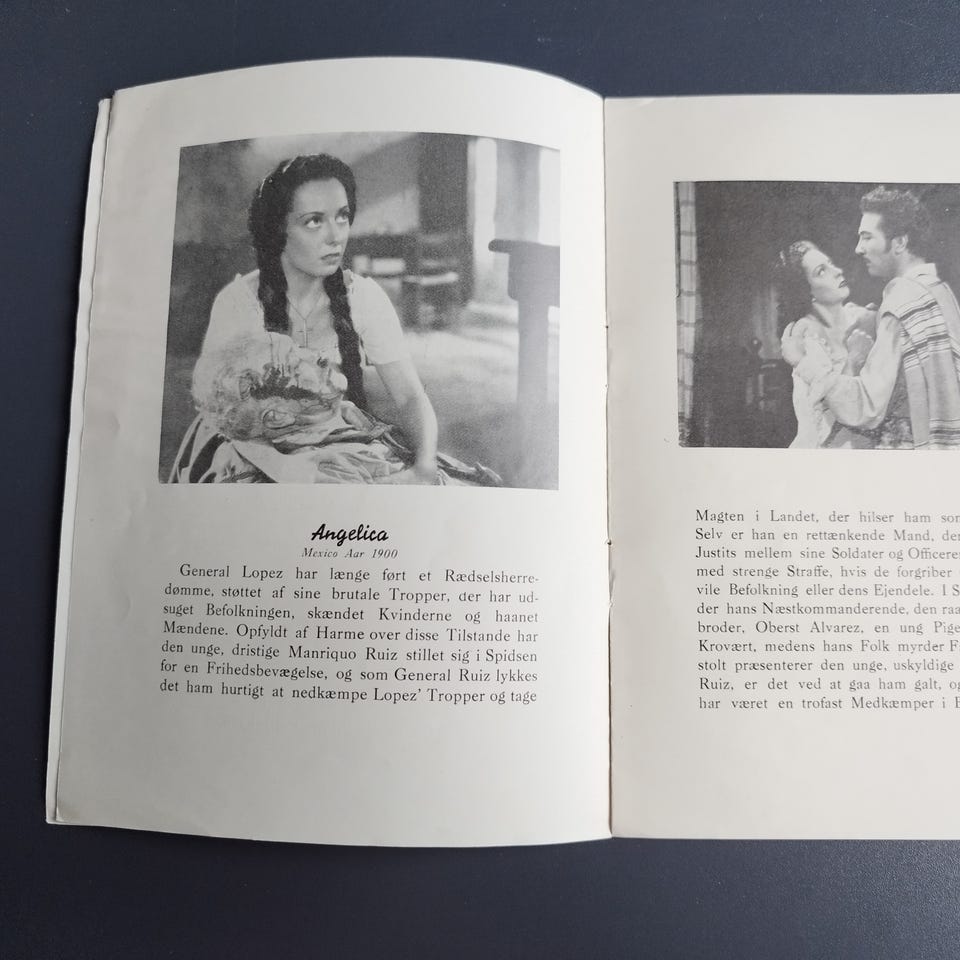 Angelica
Mexico Aar 1900
General Lopez har længe ført et Rædselsherre-
dømme, støttet af sine brutale Tropper, der har ud-
suget Befolkningen, skændet Kvinderne og haanet
Mændene. Opfyldt af Harme over disse Tilstande har
den unge, dristige Manriquo Ruiz stillet sig i Spidsen
for en Frihedsbevægelse, og som General Ruiz lykkes
det ham hurtigt at nedkæmpe Lopez' Tropper og tage
Magten i Landet, der hilser ham
Selv er han en rettænkende Mand,
Justits mellem sine Soldater og
med strenge Straffe, hvis de forgriber
vile Befolkning eller dens Ejendele. I
der hans Næstkommanderende, den
broder, Oberst Alvarez, en ung
Krovært, medens hans Folk myrder
stolt præsenterer den unge, uskyldige
Ruiz, er det ved at gaa ham galt,
har været en trofast Medkæmper i